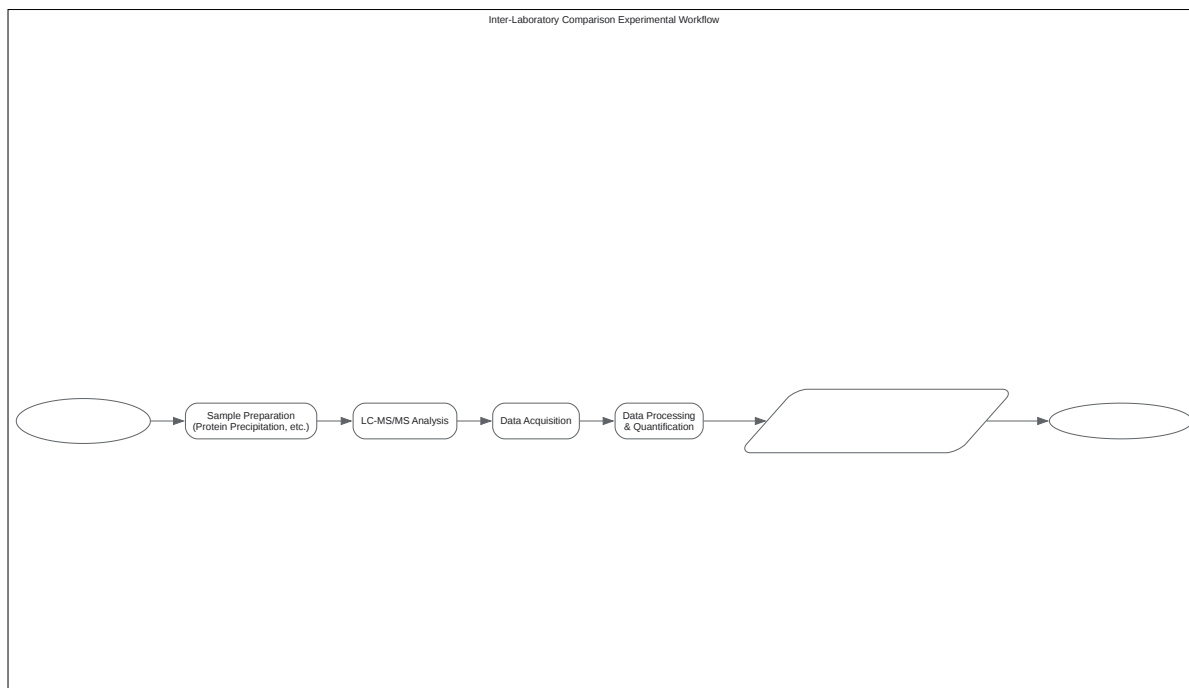 Inter-Laboratory Comparison Experimental Workflow
Sample Preparation
(Protein Precipitation, etc.)
LC-MS/MS Analysis
Data Acquisition
Data Processing
& Quantification